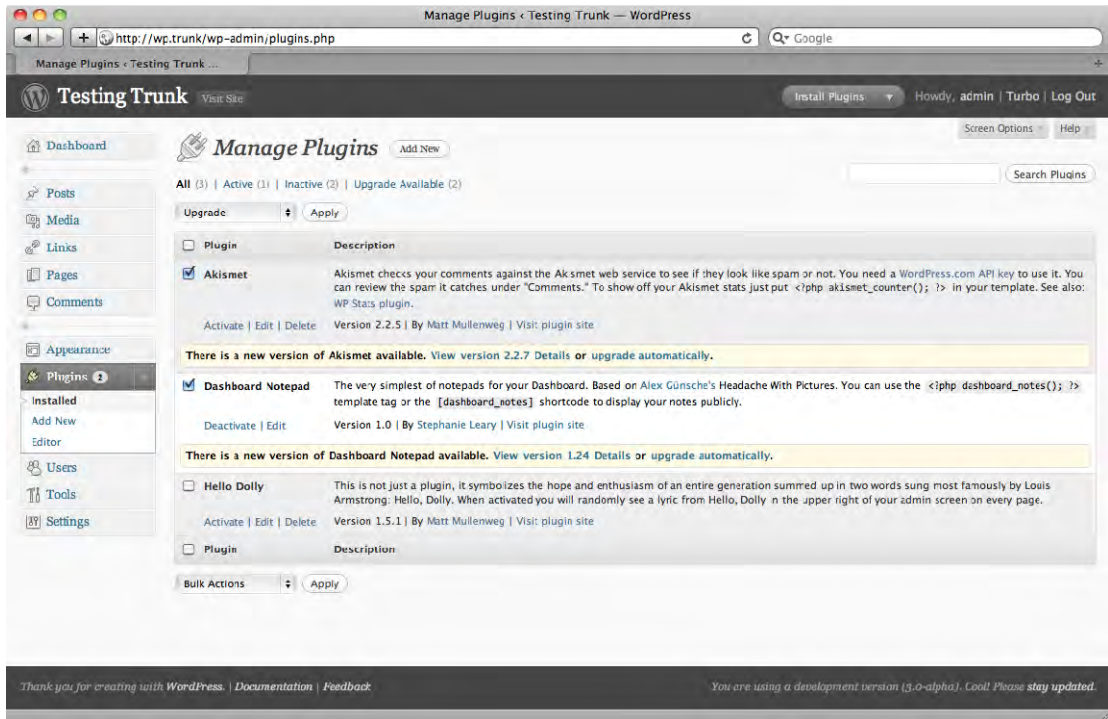 Manage Plugins ‹ Testing Trunk — WordPress
http://wp.trunk/wp-admin/plugins.php
Google
Manage Plugins ‹ Testing Trunk ...
Testing Trunk Visit Site
Install Plugins
Howdy, admin | Turbo | Log Out
Screen Options
Help
Dashboard
Posts
Media
Links
Pages
Comments
Appearance
Plugins 2
Installed
Add New
Editor
Users
Tools
Settings
Manage Plugins Add New
All (3) | Active (1) | Inactive (2) | Upgrade Available (2)
Search Plugins
Upgrade
Apply
Plugin Description
Akismet
Akismet checks your comments against the Akismet web service to see if they look like spam or not. You need a WordPress.com API key to use it. You
can review the spam it catches under "Comments." To show off your Akismet stats just put <?php akismet_counter(); ?> in your template. See also:
WP Stats plugin.
Activate | Edit | Delete
Version 2.2.5 | By Matt Mullenweg | Visit plugin site
There is a new version of Akismet available. View version 2.2.7 Details or upgrade automatically.
Dashboard Notepad
The very simplest of notepads for your Dashboard. Based on Alex Günsche's Headache With Pictures. You can use the <?php dashboard_notes(); ?>
template tag or the [dashboard_notes] shortcode to display your notes publicly.
Deactivate | Edit
Version 1.0 | By Stephanie Leary | Visit plugin site
There is a new version of Dashboard Notepad available. View version 1.24 Details or upgrade automatically.
Hello Dolly
This is not just a plugin, it symbolizes the hope and enthusiasm of an entire generation summed up in two words sung most famously by Louis
Armstrong: Hello, Dolly. When activated you will randomly see a lyric from Hello, Dolly in the upper right of your admin screen on every page.
Activate | Edit | Delete
Version 1.5.1 | By Matt Mullenweg | Visit plugin site
Plugin Description
Bulk Actions
Apply
Thank you for creating with WordPress. | Documentation | Feedback
You are using a development version (3.0-alpha). Cool! Please stay updated.